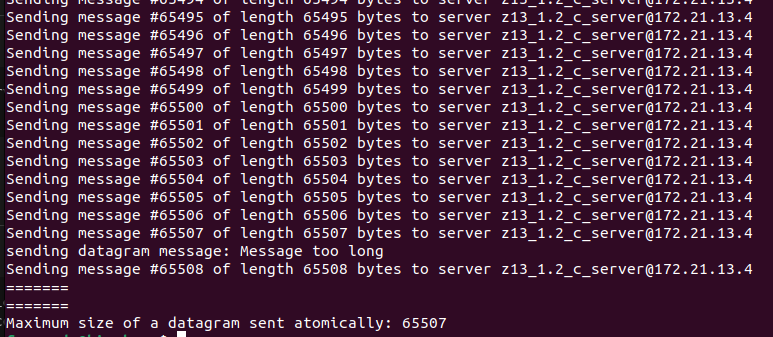 Sending message #65494 of length 65494 bytes to server z13_1.2_c_server@172.21.13.4
Sending message #65495 of length 65495 bytes to server z13_1.2_c_server@172.21.13.4
Sending message #65496 of length 65496 bytes to server z13_1.2_c_server@172.21.13.4
Sending message #65497 of length 65497 bytes to server z13_1.2_c_server@172.21.13.4
Sending message #65498 of length 65498 bytes to server z13_1.2_c_server@172.21.13.4
Sending message #65499 of length 65499 bytes to server z13_1.2_c_server@172.21.13.4
Sending message #65500 of length 65500 bytes to server z13_1.2_c_server@172.21.13.4
Sending message #65501 of length 65501 bytes to server z13_1.2_c_server@172.21.13.4
Sending message #65502 of length 65502 bytes to server z13_1.2_c_server@172.21.13.4
Sending message #65503 of length 65503 bytes to server z13_1.2_c_server@172.21.13.4
Sending message #65504 of length 65504 bytes to server z13_1.2_c_server@172.21.13.4
Sending message #65505 of length 65505 bytes to server z13_1.2_c_server@172.21.13.4
Sending message #65506 of length 65506 bytes to server z13_1.2_c_server@172.21.13.4
Sending message #65507 of length 65507 bytes to server z13_1.2_c_server@172.21.13.4
sending datagram message: Message too long
Sending message #65508 of length 65508 bytes to server z13_1.2_c_server@172.21.13.4
=======
=======
Maximum size of a datagram sent atomically: 65507